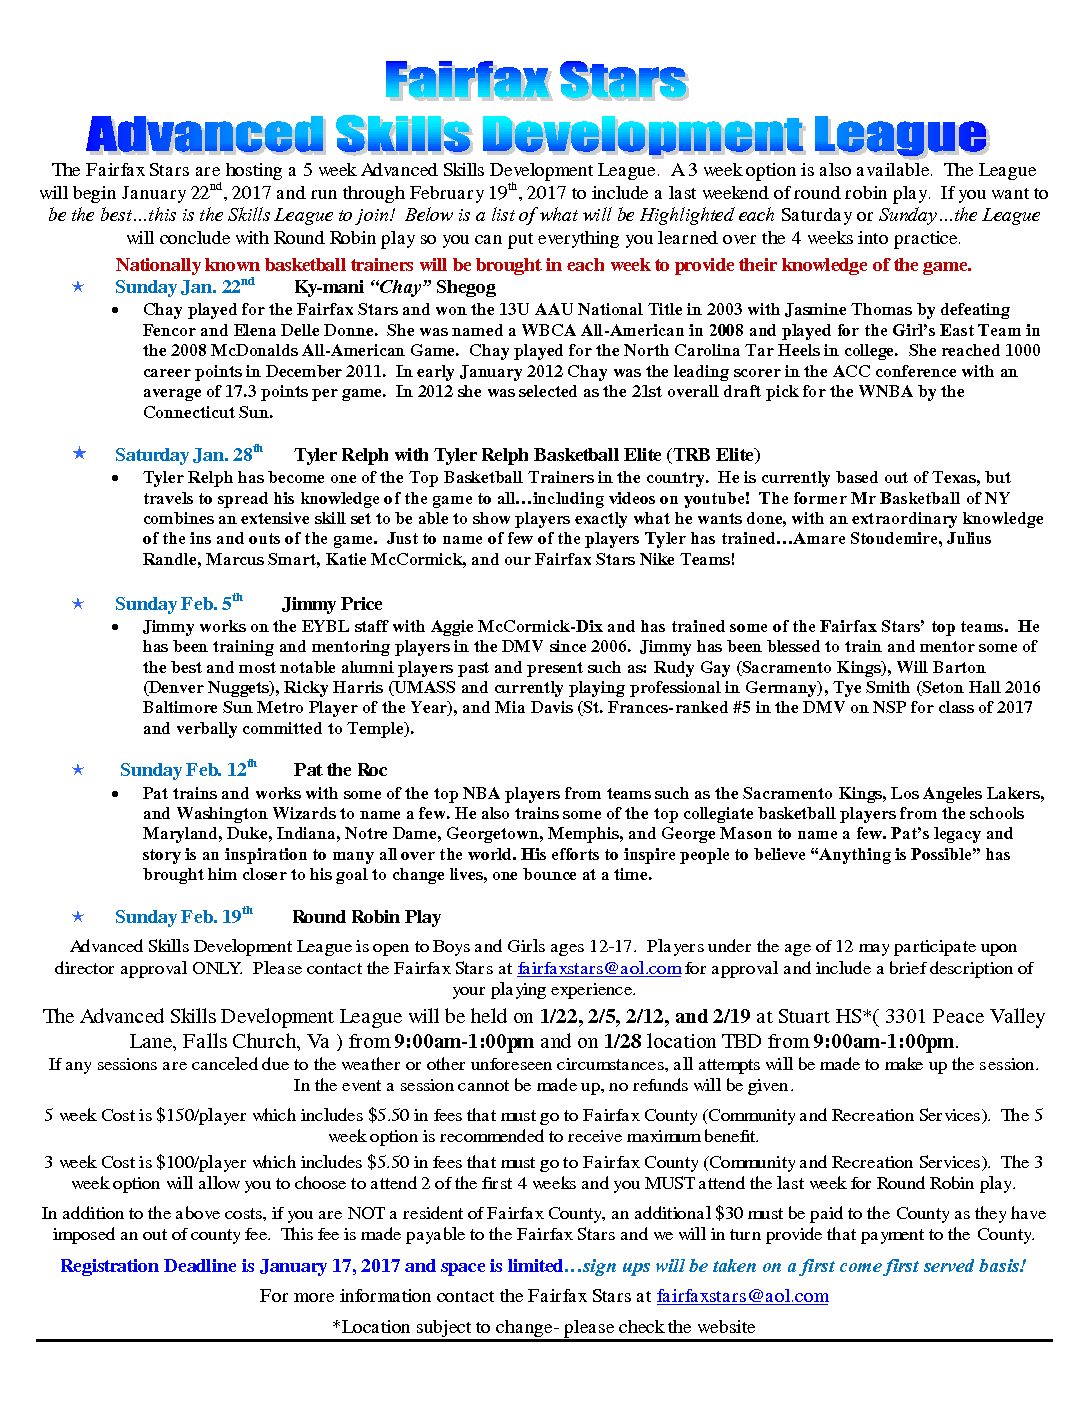 Fairfax Stars
Advanced Skills Development League
The Fairfax Stars are hosting a 5 week Advanced Skills Development League.  A 3 week option is also available.  The League
will begin January 22nd, 2017 and run through February 19th, 2017 to include a last weekend of round robin play.  If you want to
be the best…this is the Skills League to join!  Below is a list of what will be Highlighted each Saturday or Sunday…the League
will conclude with Round Robin play so you can put everything you learned over the 4 weeks into practice.
Nationally known basketball trainers will be brought in each week to provide their knowledge of the game.
Sunday Jan. 22nd Ky-mani “Chay” Shegog
• Chay played for the Fairfax Stars and won the 13U AAU National Title in 2003 with Jasmine Thomas by defeating
Fencor and Elena Delle Donne.  She was named a WBCA All-American in 2008 and played for the Girl’s East Team in
the 2008 McDonalds All-American Game.  Chay played for the North Carolina Tar Heels in college.  She reached 1000
career points in December 2011.  In early January 2012 Chay was the leading scorer in the ACC conference with an
average of 17.3 points per game.  In 2012 she was selected as the 21st overall draft pick for the WNBA by the
Connecticut Sun.
Saturday Jan. 28th Tyler Relph with Tyler Relph Basketball Elite (TRB Elite)
• Tyler Relph has become one of the Top Basketball Trainers in the country.  He is currently based out of Texas, but
travels to spread his knowledge of the game to all…including videos on youtube!  The former Mr Basketball of NY
combines an extensive skill set to be able to show players exactly what he wants done, with an extraordinary knowledge
of the ins and outs of the game.  Just to name of few of the players Tyler has trained…Amare Stoudemire, Julius
Randle, Marcus Smart, Katie McCormick, and our Fairfax Stars Nike Teams!
Sunday Feb. 5th Jimmy Price
• Jimmy works on the EYBL staff with Aggie McCormick-Dix and has trained some of the Fairfax Stars’ top teams.  He
has been training and mentoring players in the DMV since 2006.  Jimmy has been blessed to train and mentor some of
the best and most notable alumni players past and present such as: Rudy Gay (Sacramento Kings), Will Barton
(Denver Nuggets), Ricky Harris (UMASS and currently playing professional in Germany), Tye Smith (Seton Hall 2016
Baltimore Sun Metro Player of the Year), and Mia Davis (St. Frances-ranked #5 in the DMV on NSP for class of 2017
and verbally committed to Temple).
Sunday Feb. 12th Pat the Roc
• Pat trains and works with some of the top NBA players from teams such as the Sacramento Kings, Los Angeles Lakers,
and Washington Wizards to name a few. He also trains some of the top collegiate basketball players from the schools
Maryland, Duke, Indiana, Notre Dame, Georgetown, Memphis, and George Mason to name a few. Pat’s legacy and
story is an inspiration to many all over the world. His efforts to inspire people to believe “Anything is Possible” has
brought him closer to his goal to change lives, one bounce at a time.
Sunday Feb. 19th Round Robin Play
Advanced Skills Development League is open to Boys and Girls ages 12-17.  Players under the age of 12 may participate upon
director approval ONLY.  Please contact the Fairfax Stars at fairfaxstars@aol.com for approval and include a brief description of
your playing experience.
The Advanced Skills Development League will be held on 1/22, 2/5, 2/12, and 2/19 at Stuart HS*( 3301 Peace Valley
Lane, Falls Church, Va ) from 9:00am-1:00pm and on 1/28 location TBD from 9:00am-1:00pm.
If any sessions are canceled due to the weather or other unforeseen circumstances, all attempts will be made to make up the session.
In the event a session cannot be made up, no refunds will be given.
5 week Cost is $150/player which includes $5.50 in fees that must go to Fairfax County (Community and Recreation Services).  The 5
week option is recommended to receive maximum benefit.
3 week Cost is $100/player which includes $5.50 in fees that must go to Fairfax County (Community and Recreation Services).  The 3
week option will allow you to choose to attend 2 of the first 4 weeks and you MUST attend the last week for Round Robin play.
In addition to the above costs, if you are NOT a resident of Fairfax County, an additional $30 must be paid to the County as they have
imposed an out of county fee.  This fee is made payable to the Fairfax Stars and we will in turn provide that payment to the County.
Registration Deadline is January 17, 2017 and space is limited…sign ups will be taken on a first come first served basis!
For more information contact the Fairfax Stars at fairfaxstars@aol.com
*Location subject to change- please check the website